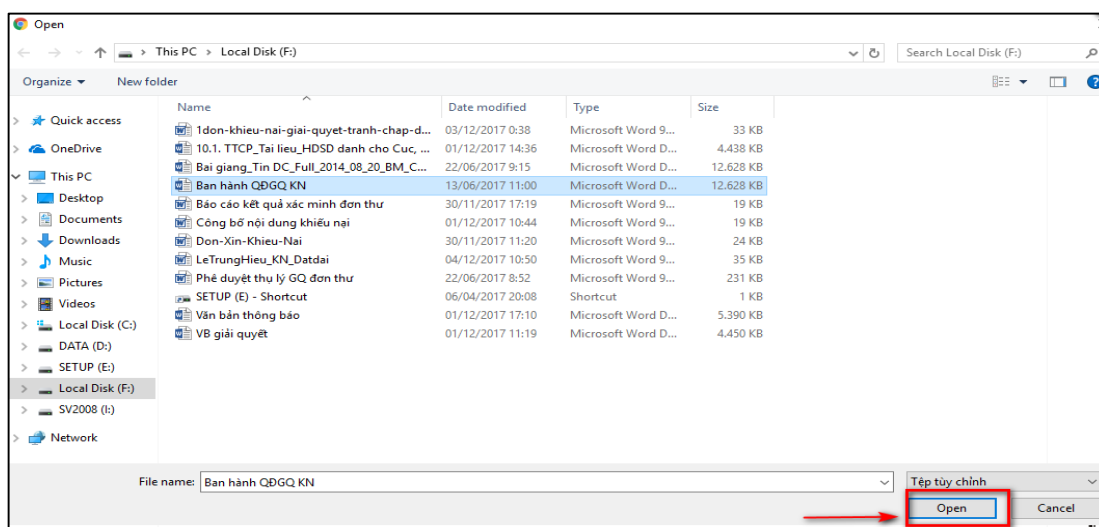 Open
This PC > Local Disk (F:)
Search Local Disk (F:)
Organize
New folder
Name Date modified Type Size
Quick access
OneDrive
This PC
Desktop
Documents
Downloads
Music
Pictures
Videos
Local Disk (C:)
DATA (D:)
SETUP (E:)
Local Disk (F:)
SV2008 (I:)
Network
1don-khieu-nai-giai-quyet-tranh-chap-d... 03/12/2017 0:38 Microsoft Word 9... 33 KB
10.1. TTCP_Tai lieu_HDSD danh cho Cuc, ... 01/12/2017 14:36 Microsoft Word D... 4.438 KB
Bai giang_Tin DC_Full_2014_08_20_BM_C... 22/06/2017 9:15 Microsoft Word D... 12.628 KB
Ban hành QĐGQ KN 13/06/2017 11:00 Microsoft Word D... 12.628 KB
Báo cáo kết quả xác minh đơn thư 30/11/2017 17:19 Microsoft Word 9... 19 KB
Công bố nội dung khiếu nại 01/12/2017 10:44 Microsoft Word 9... 19 KB
Don-Xin-Khieu-Nai 30/11/2017 11:20 Microsoft Word 9... 24 KB
LeTrungHieu_KN_Datdai 04/12/2017 10:50 Microsoft Word 9... 35 KB
Phê duyệt thụ lý GQ đơn thư 22/06/2017 8:52 Microsoft Word 9... 231 KB
SETUP (E) - Shortcut 06/04/2017 20:08 Shortcut 1 KB
Văn bản thông báo 01/12/2017 17:10 Microsoft Word D... 5.390 KB
VB giải quyết 01/12/2017 11:19 Microsoft Word D... 4.450 KB
File name: Ban hành QĐGQ KN
Tệp tùy chỉnh
Open Cancel